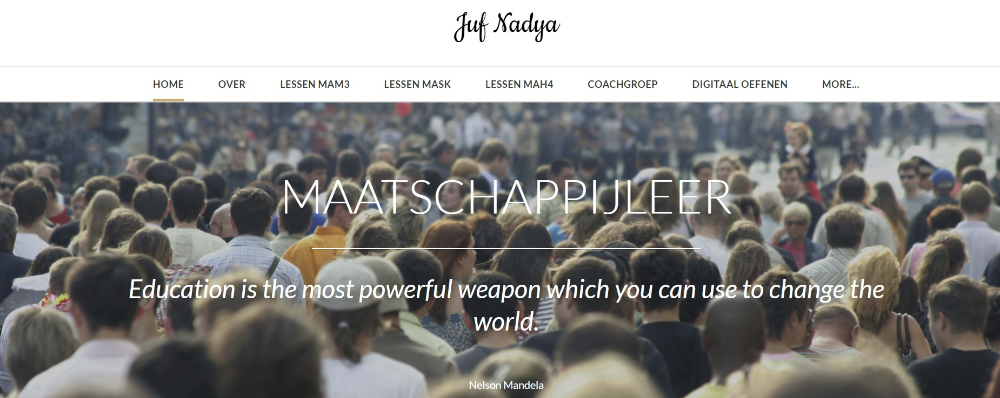 Juf Nadya
HOME OVER LESSEN MAM3 LESSEN MASK LESSEN MAH4 COACHGROEP DIGITAAL OEFENEN MORE...
MAATSCHAPPIJLEER
Education is the most powerful weapon which you can use to change the
world.
Nelson Mandela